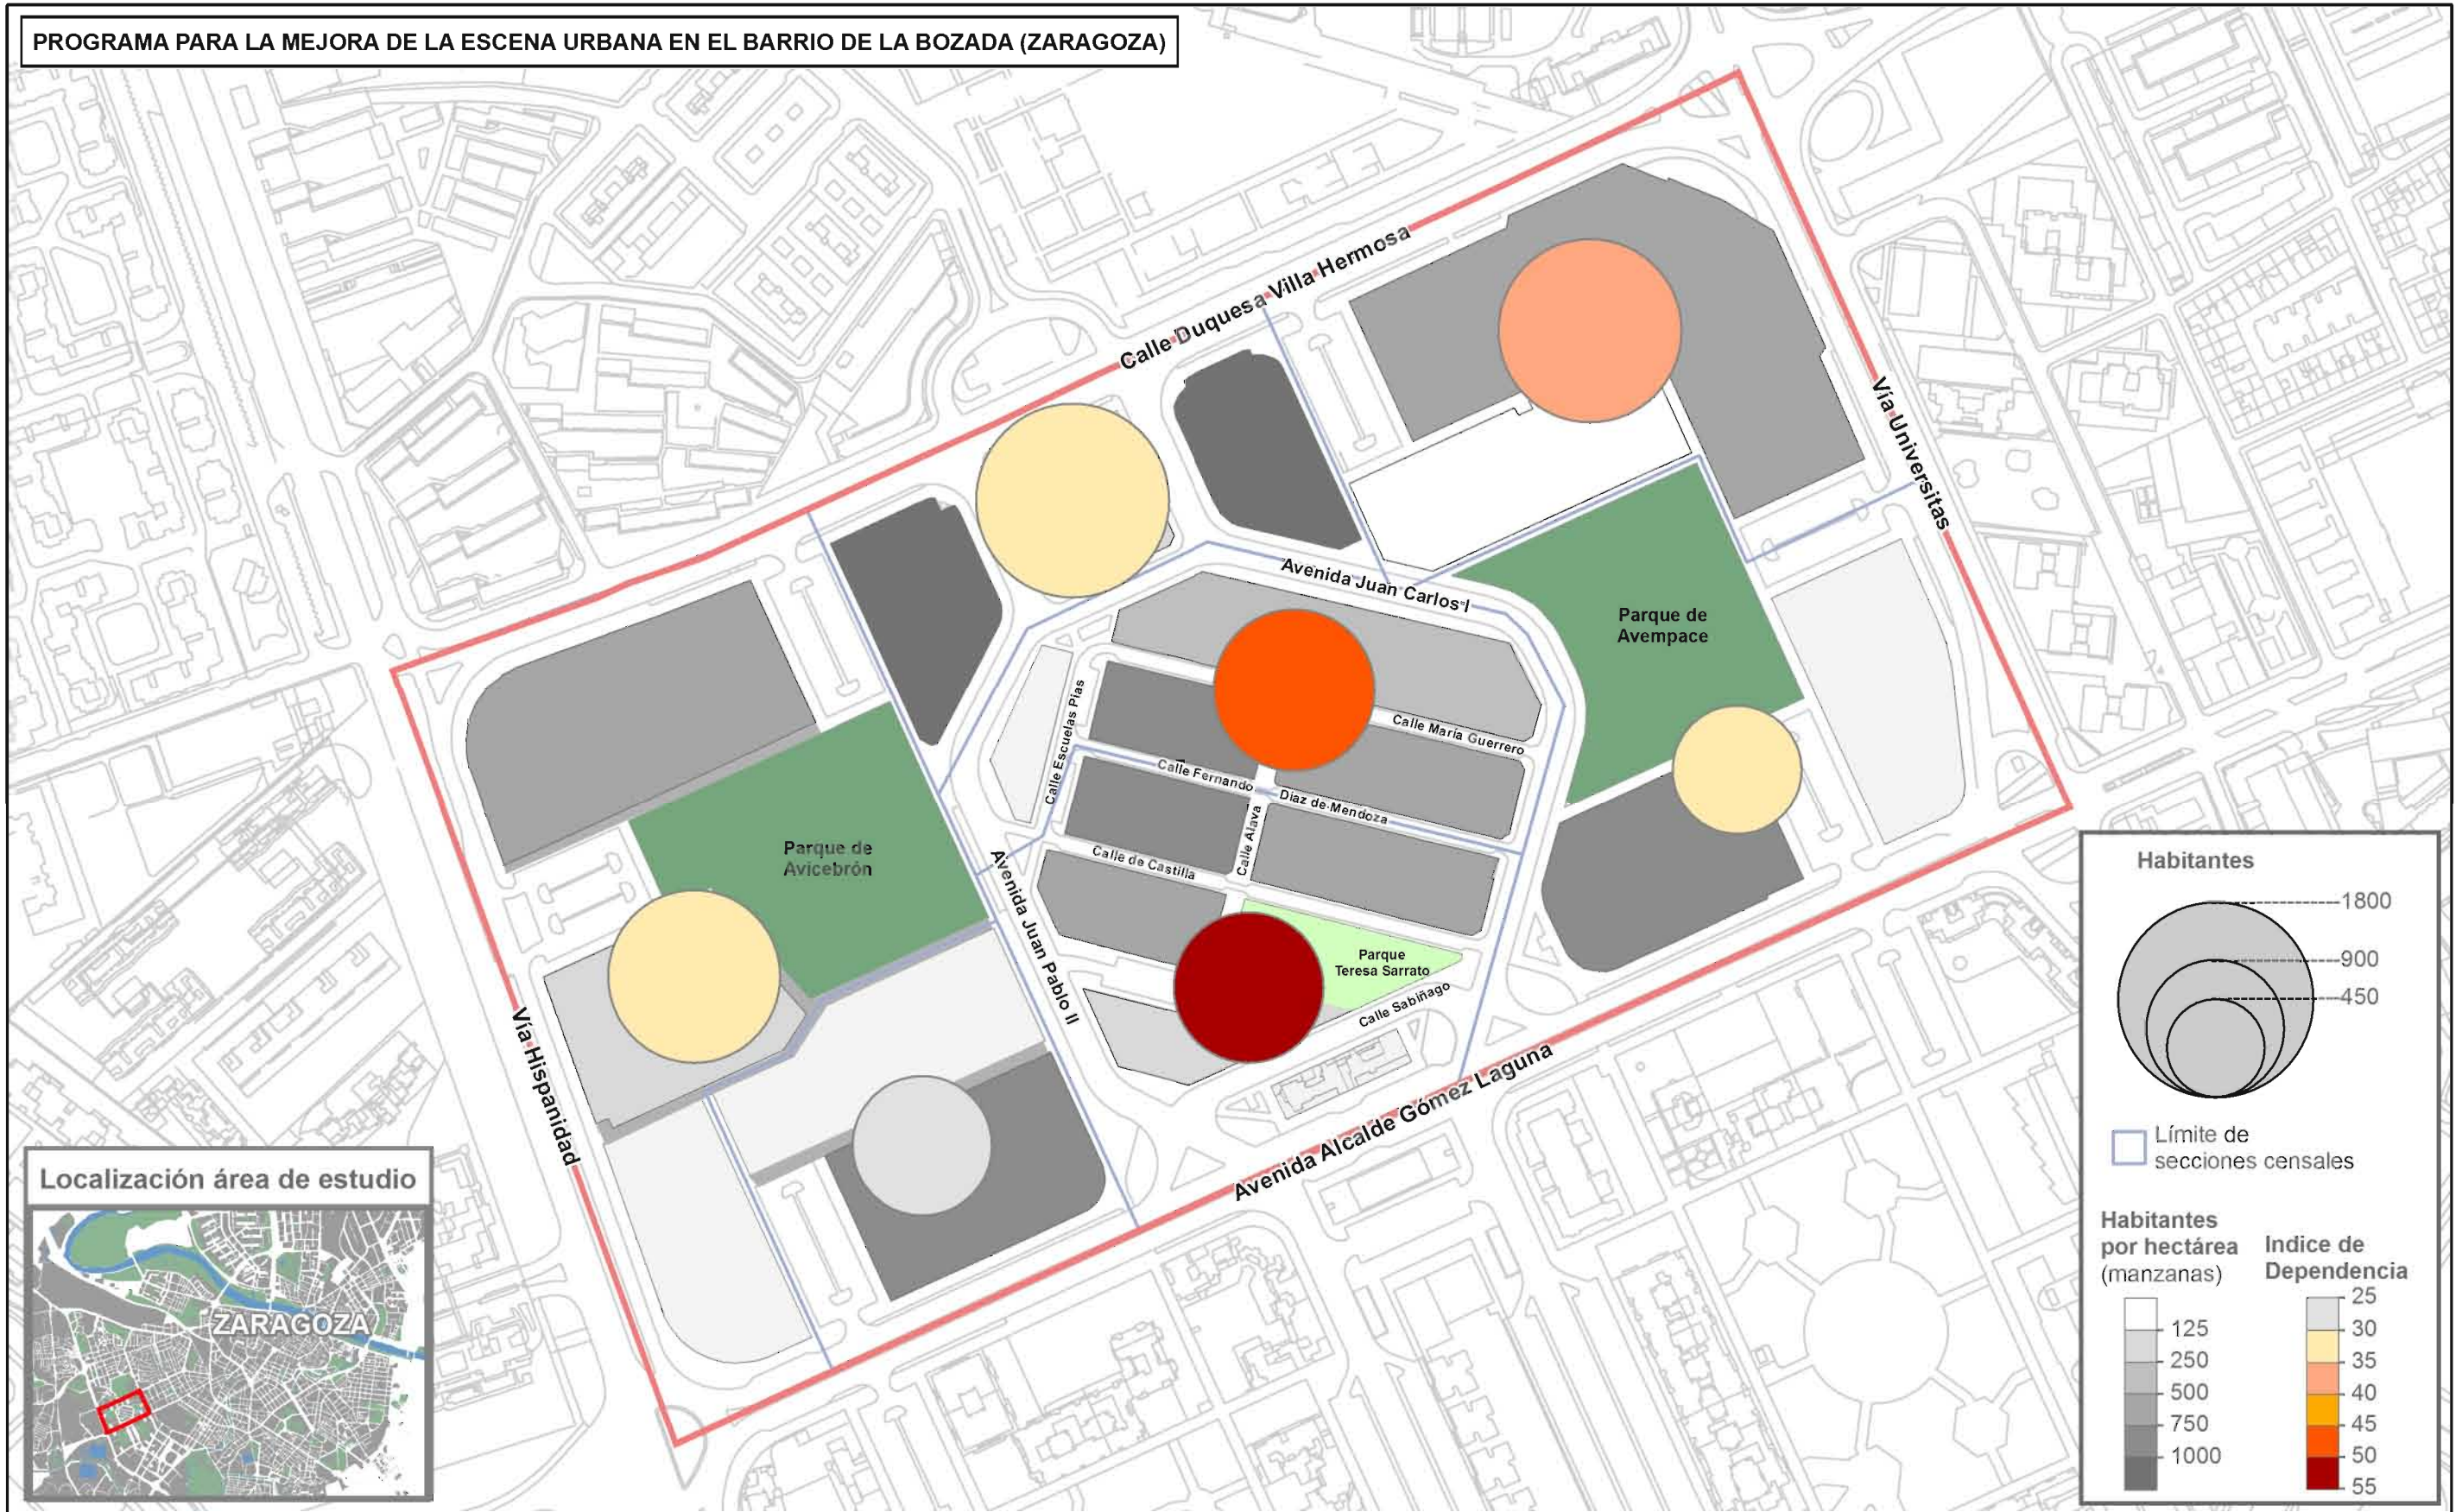 PROGRAMA PARA LA MEJORA DE LA ESCENA URBANA EN EL BARRIO DE LA BOZADA (ZARAGOZA)
Calle Duquesa Villa Hermosa
Vía Universitas
Avenida Juan Carlos I
Parque de
Avempace
Calle Escuelas Pias
Calle María Guerrero
Calle Fernando Diaz de Mendoza
Calle Alava
Calle de Castilla
Parque de
Avicebrón
Avenida Juan Pablo II
Parque
Teresa Sarrato
Calle Sabiñago
Vía Hispanidad
Avenida Alcalde Gómez Laguna
Localización área de estudio
ZARAGOZA
Habitantes
1800
900
450
Límite de
secciones censales
Habitantes
por hectárea
(manzanas)
125
250
500
750
1000
Indice de
Dependencia
25
30
35
40
45
50
55